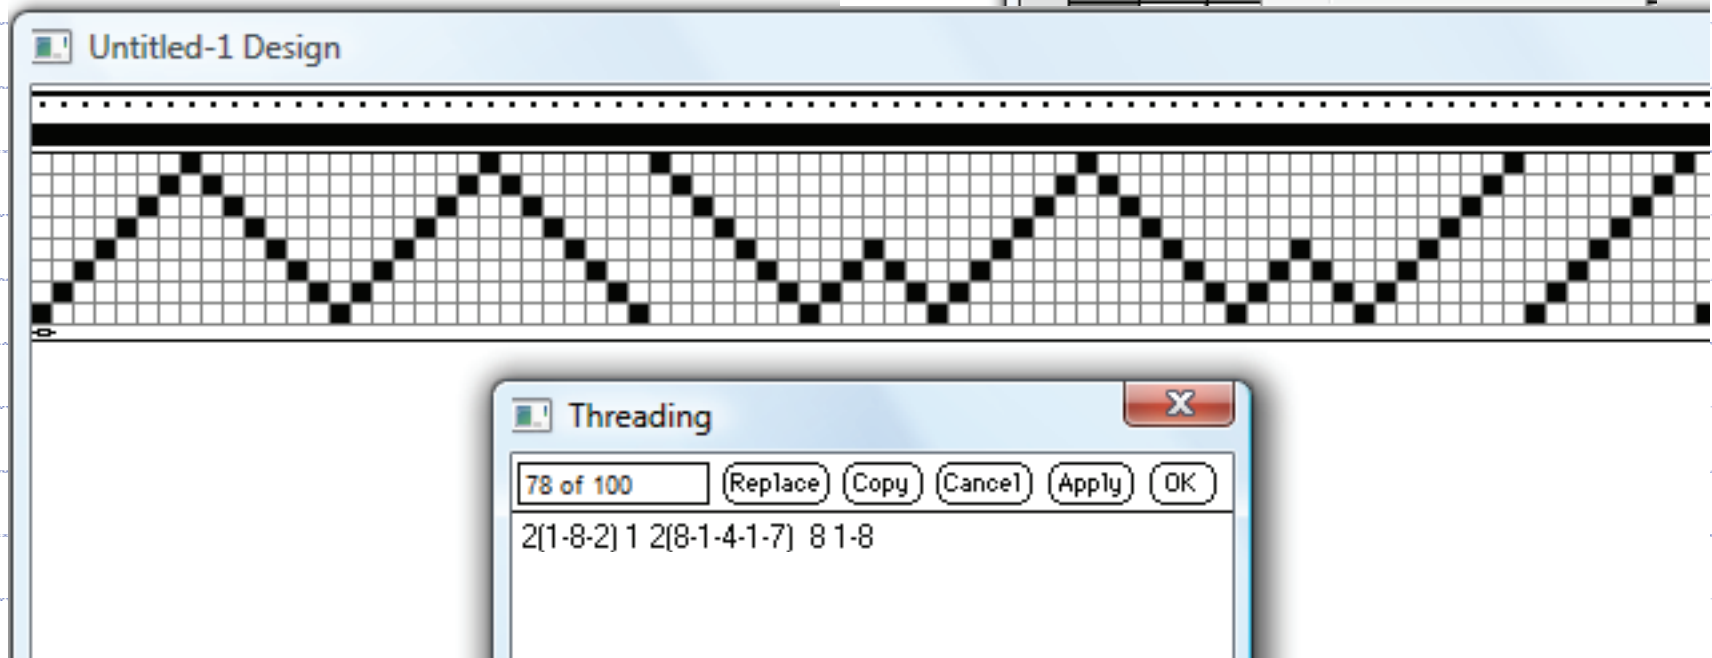 Untitled-1 Design
Threading
78 of 100 Replace Copy Cancel Apply OK
2(1-8-2) 1 2(8-1-4-1-7) 8 1-8